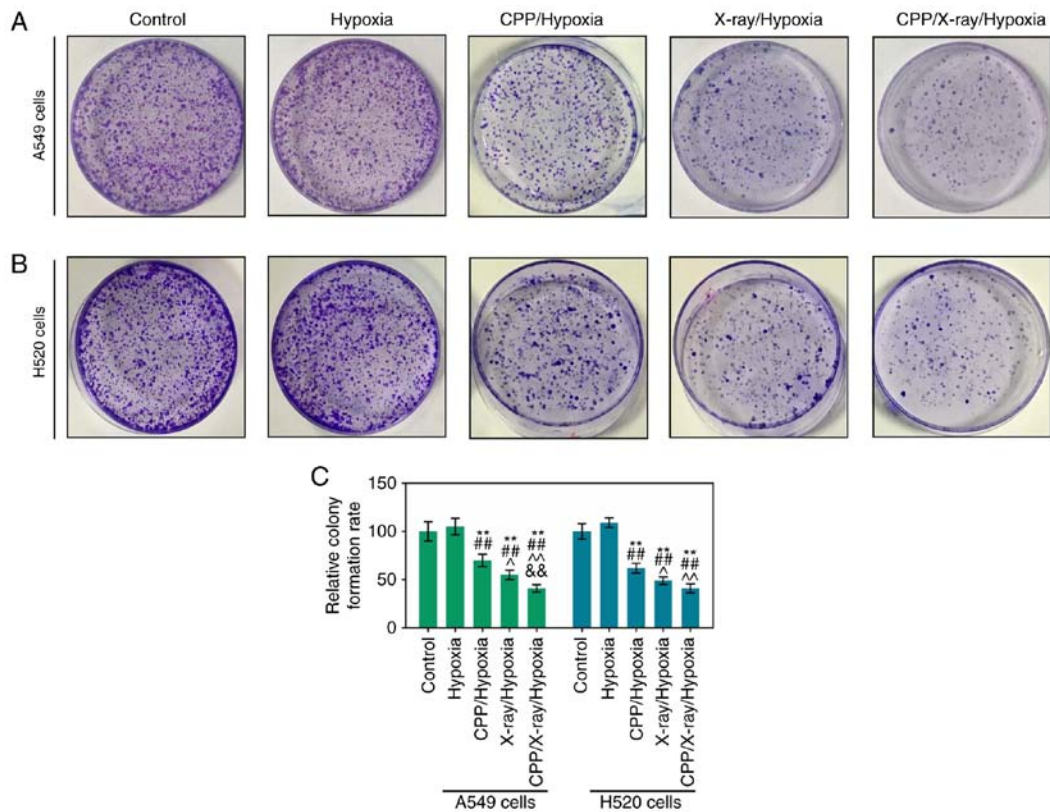 A
Control
Hypoxia
CPP/Hypoxia
X-ray/Hypoxia
CPP/X-ray/Hypoxia
A549 cells
B
H520 cells
C
Relative colony
formation rate
150
100
50
0
**
##
**
##
^
**
##
^^
&&
**
##
**
##
^
**
##
^^
Control
Hypoxia
CPP/Hypoxia
X-ray/Hypoxia
CPP/X-ray/Hypoxia
Control
Hypoxia
CPP/Hypoxia
X-ray/Hypoxia
CPP/X-ray/Hypoxia
A549 cells
H520 cells